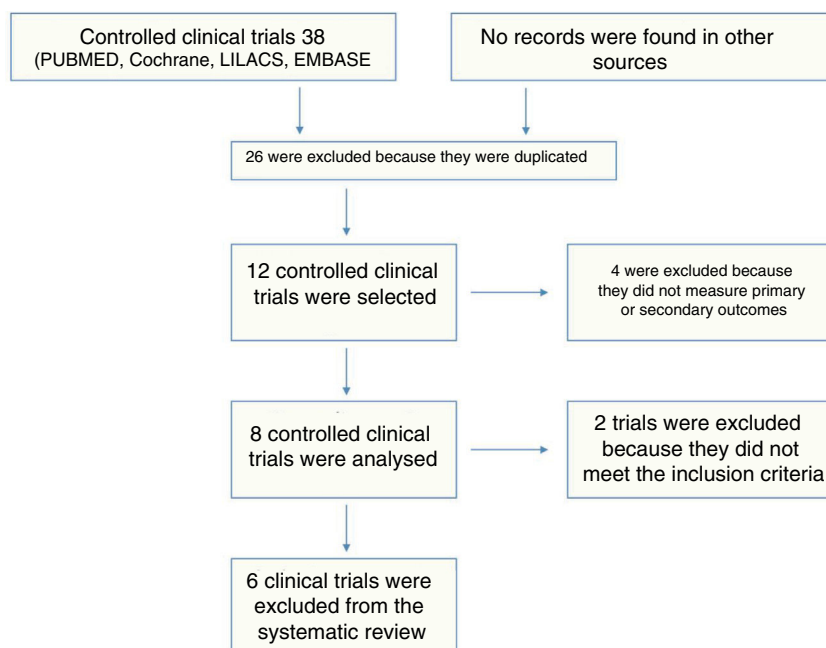 Controlled clinical trials 38
(PUBMED, Cochrane, LILACS, EMBASE
No records were found in other
sources
26 were excluded because they were duplicated
12 controlled clinical
trials were selected
4 were excluded because
they did not measure primary
or secondary outcomes
8 controlled clinical
trials were analysed
2 trials were excluded
because they did not
meet the inclusion criteria
6 clinical trials were
excluded from the
systematic review